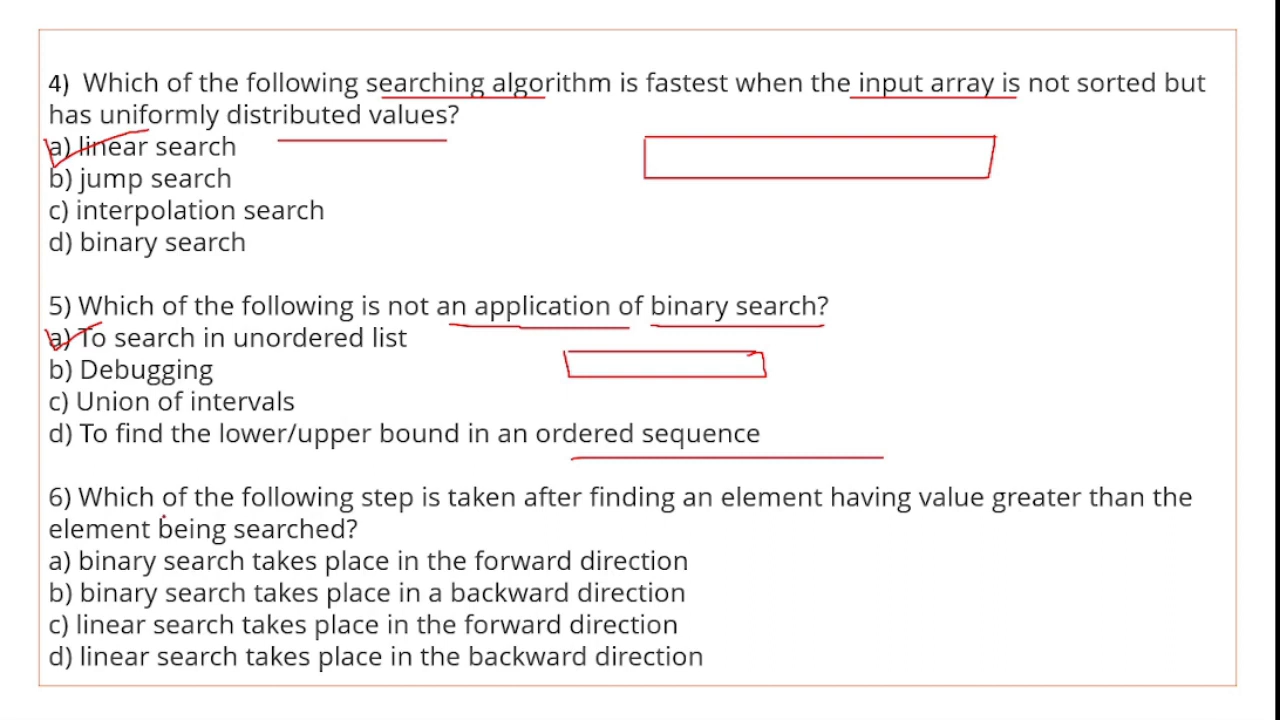 4) Which of the following searching algorithm is fastest when the input array is not sorted but
has uniformly distributed values?
a) linear search
b) jump search
c) interpolation search
d) binary search
5) Which of the following is not an application of binary search?
a) To search in unordered list
b) Debugging
c) Union of intervals
d) To find the lower/upper bound in an ordered sequence
6) Which of the following step is taken after finding an element having value greater than the
element being searched?
a) binary search takes place in the forward direction
b) binary search takes place in a backward direction
c) linear search takes place in the forward direction
d) linear search takes place in the backward direction